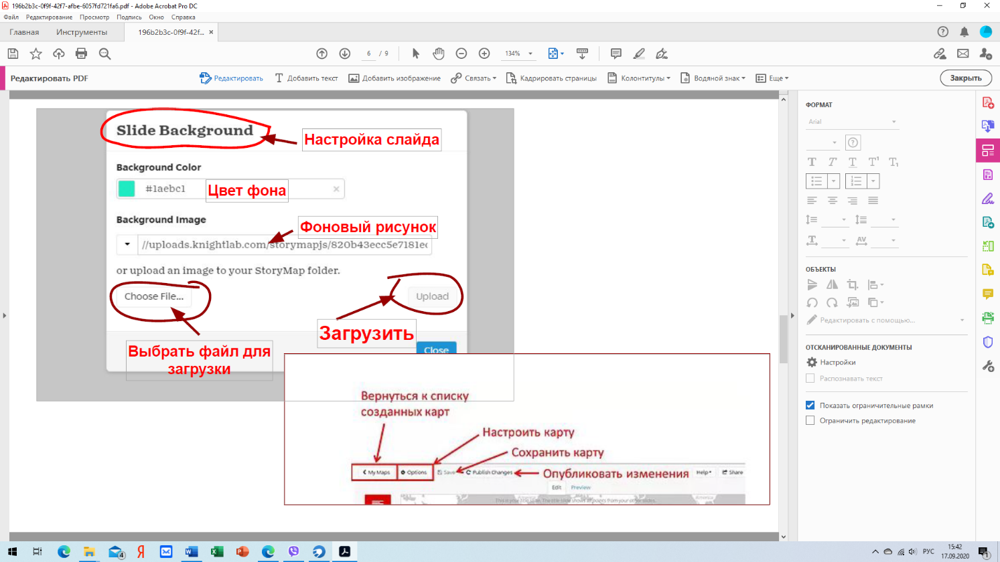 196b2b3c-0f9f-42f7-afbe-6057fd721fa6.pdf - Adobe Acrobat Pro DC
Файл Редактирование Просмотр Подпись Окно Справка
Главная Инструменты 196b2b3c-0f9f-42f... ×
6 / 9 134%
Редактировать PDF Редактировать Добавить текст Добавить изображение Связать Кадрировать страницы Колонтитулы Водяной знак Еще Закрыть
Slide Background
Настройка слайда
Background Color
#1aebc1 Цвет фона ×
Background Image
Фоновый рисунок
//uploads.knightlab.com/storymapjs/820b43ecc5e7181ec
or upload an image to your StoryMap folder.
Choose File... Upload
Загрузить
Close
Выбрать файл для
загрузки
Вернуться к списку
созданных карт
Настроить карту
Сохранить карту
My Maps Options Save Publish Changes Опубликовать изменения Help Share
Edit Preview
ФОРМАТ
Arial
ОБЪЕКТЫ
Редактировать с помощью...
ОТСКАНИРОВАННЫЕ ДОКУМЕНТЫ
Настройки
Распознавать текст
Показать ограничительные рамки
Ограничить редактирование
4 РУС 15:42
17.09.2020 1